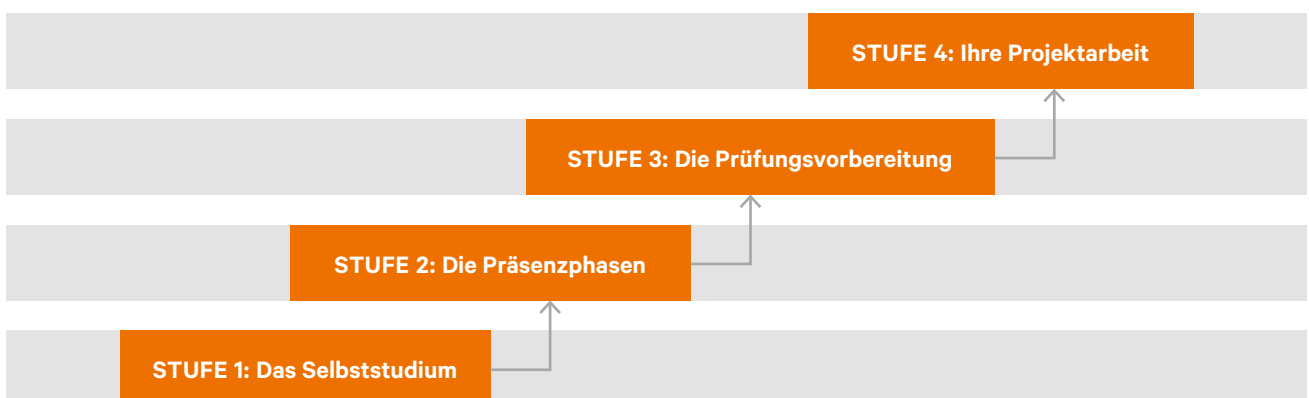 STUFE 4: Ihre Projektarbeit
STUFE 3: Die Prüfungsvorbereitung
STUFE 2: Die Präsenzphasen
STUFE 1: Das Selbststudium